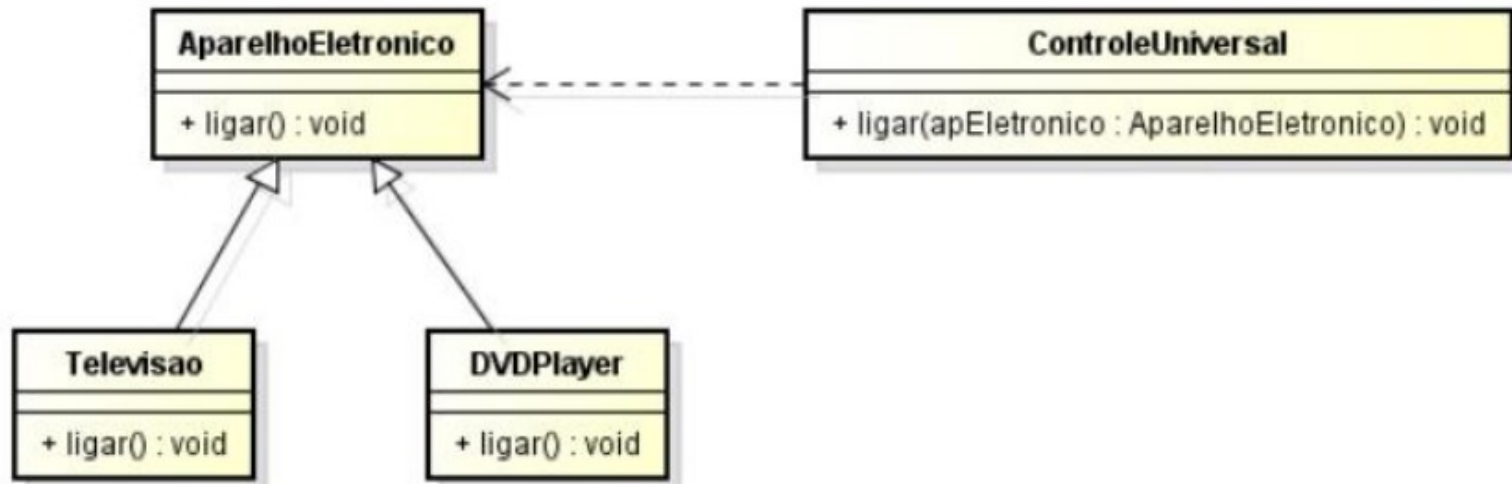 AparelhoEletronico
+ ligar() : void
ControleUniversal
+ ligar(apEletronico : AparelhoEletronico) : void
Televisao
+ ligar() : void
DVDPlayer
+ ligar() : void